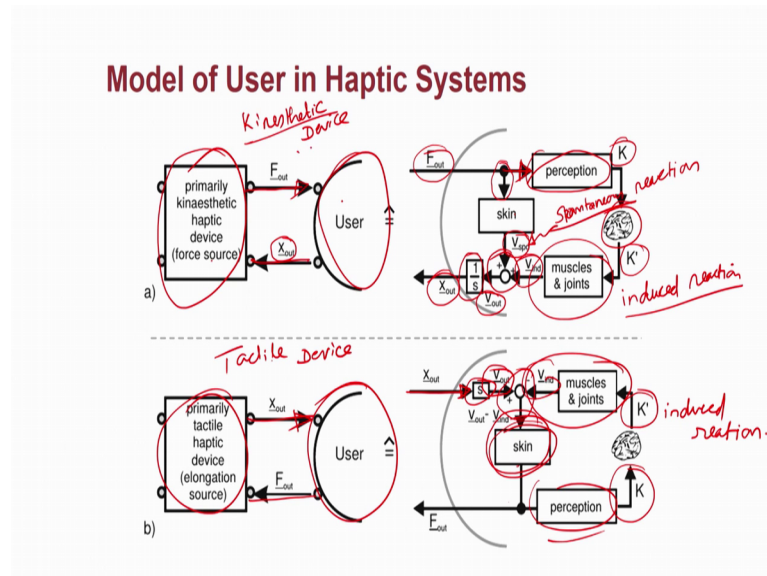 Model of User in Haptic Systems
Kinesthetic
Device
primarily
kinaesthetic
haptic
device
(force source)
F_out
X_out
User
a)
F_out
perception
K
skin
Spontaneous reaction
V_spo
K'
V_ind
muscles
& joints
induced reaction
1
s
X_out
V_out
Tactile Device
primarily
tactile
haptic
device
(elongation
source)
X_out
F_out
User
b)
X_out
s
V_out
V_ind
muscles
& joints
K'
induced
reaction.
V_out - V_ind
skin
perception
K
F_out